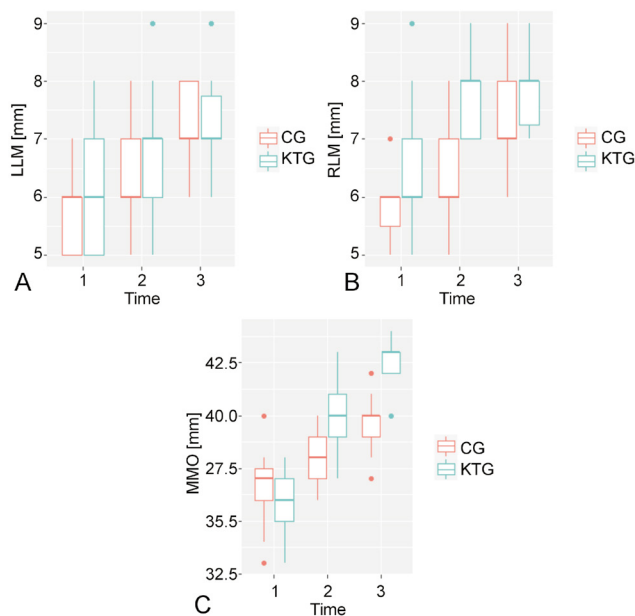 9
8
7
6
5
LLM [mm]
1 2 3
Time
A
CG
KTG
9
8
7
6
5
RLM [mm]
1 2 3
Time
B
CG
KTG
42.5
40.0
27.5
35.5
32.5
MMO [mm]
1 2 3
Time
C
CG
KTG